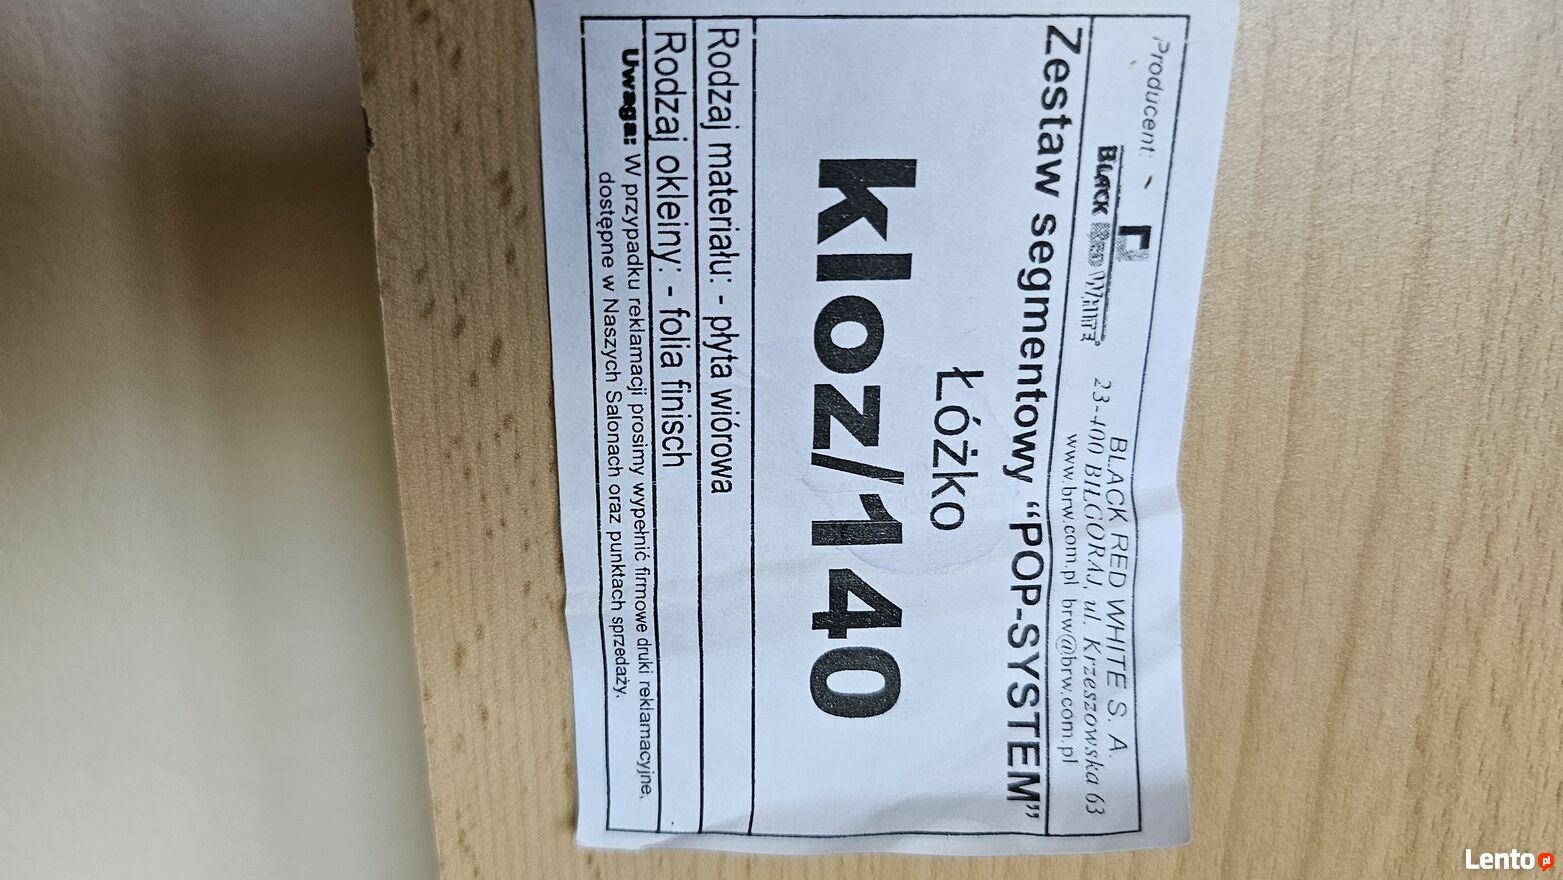 Producent:
BLACK RED WHITE
BLACK RED WHITE S. A.
23-400 BIŁGORAJ, ul. Krzeszowska 63
www.brw.com.pl brw@brw.com.pl
Zestaw segmentowy “POP-SYSTEM”
Łóżko
kloz/140
Rodzaj materiału: - płyta wiórowa
Rodzaj okleiny: - folia finisch
Uwaga: W przypadku reklamacji prosimy wypełnić firmowe druki reklamacyjne,
dostępne w Naszych Salonach oraz punktach sprzedaży.
Lento.pl